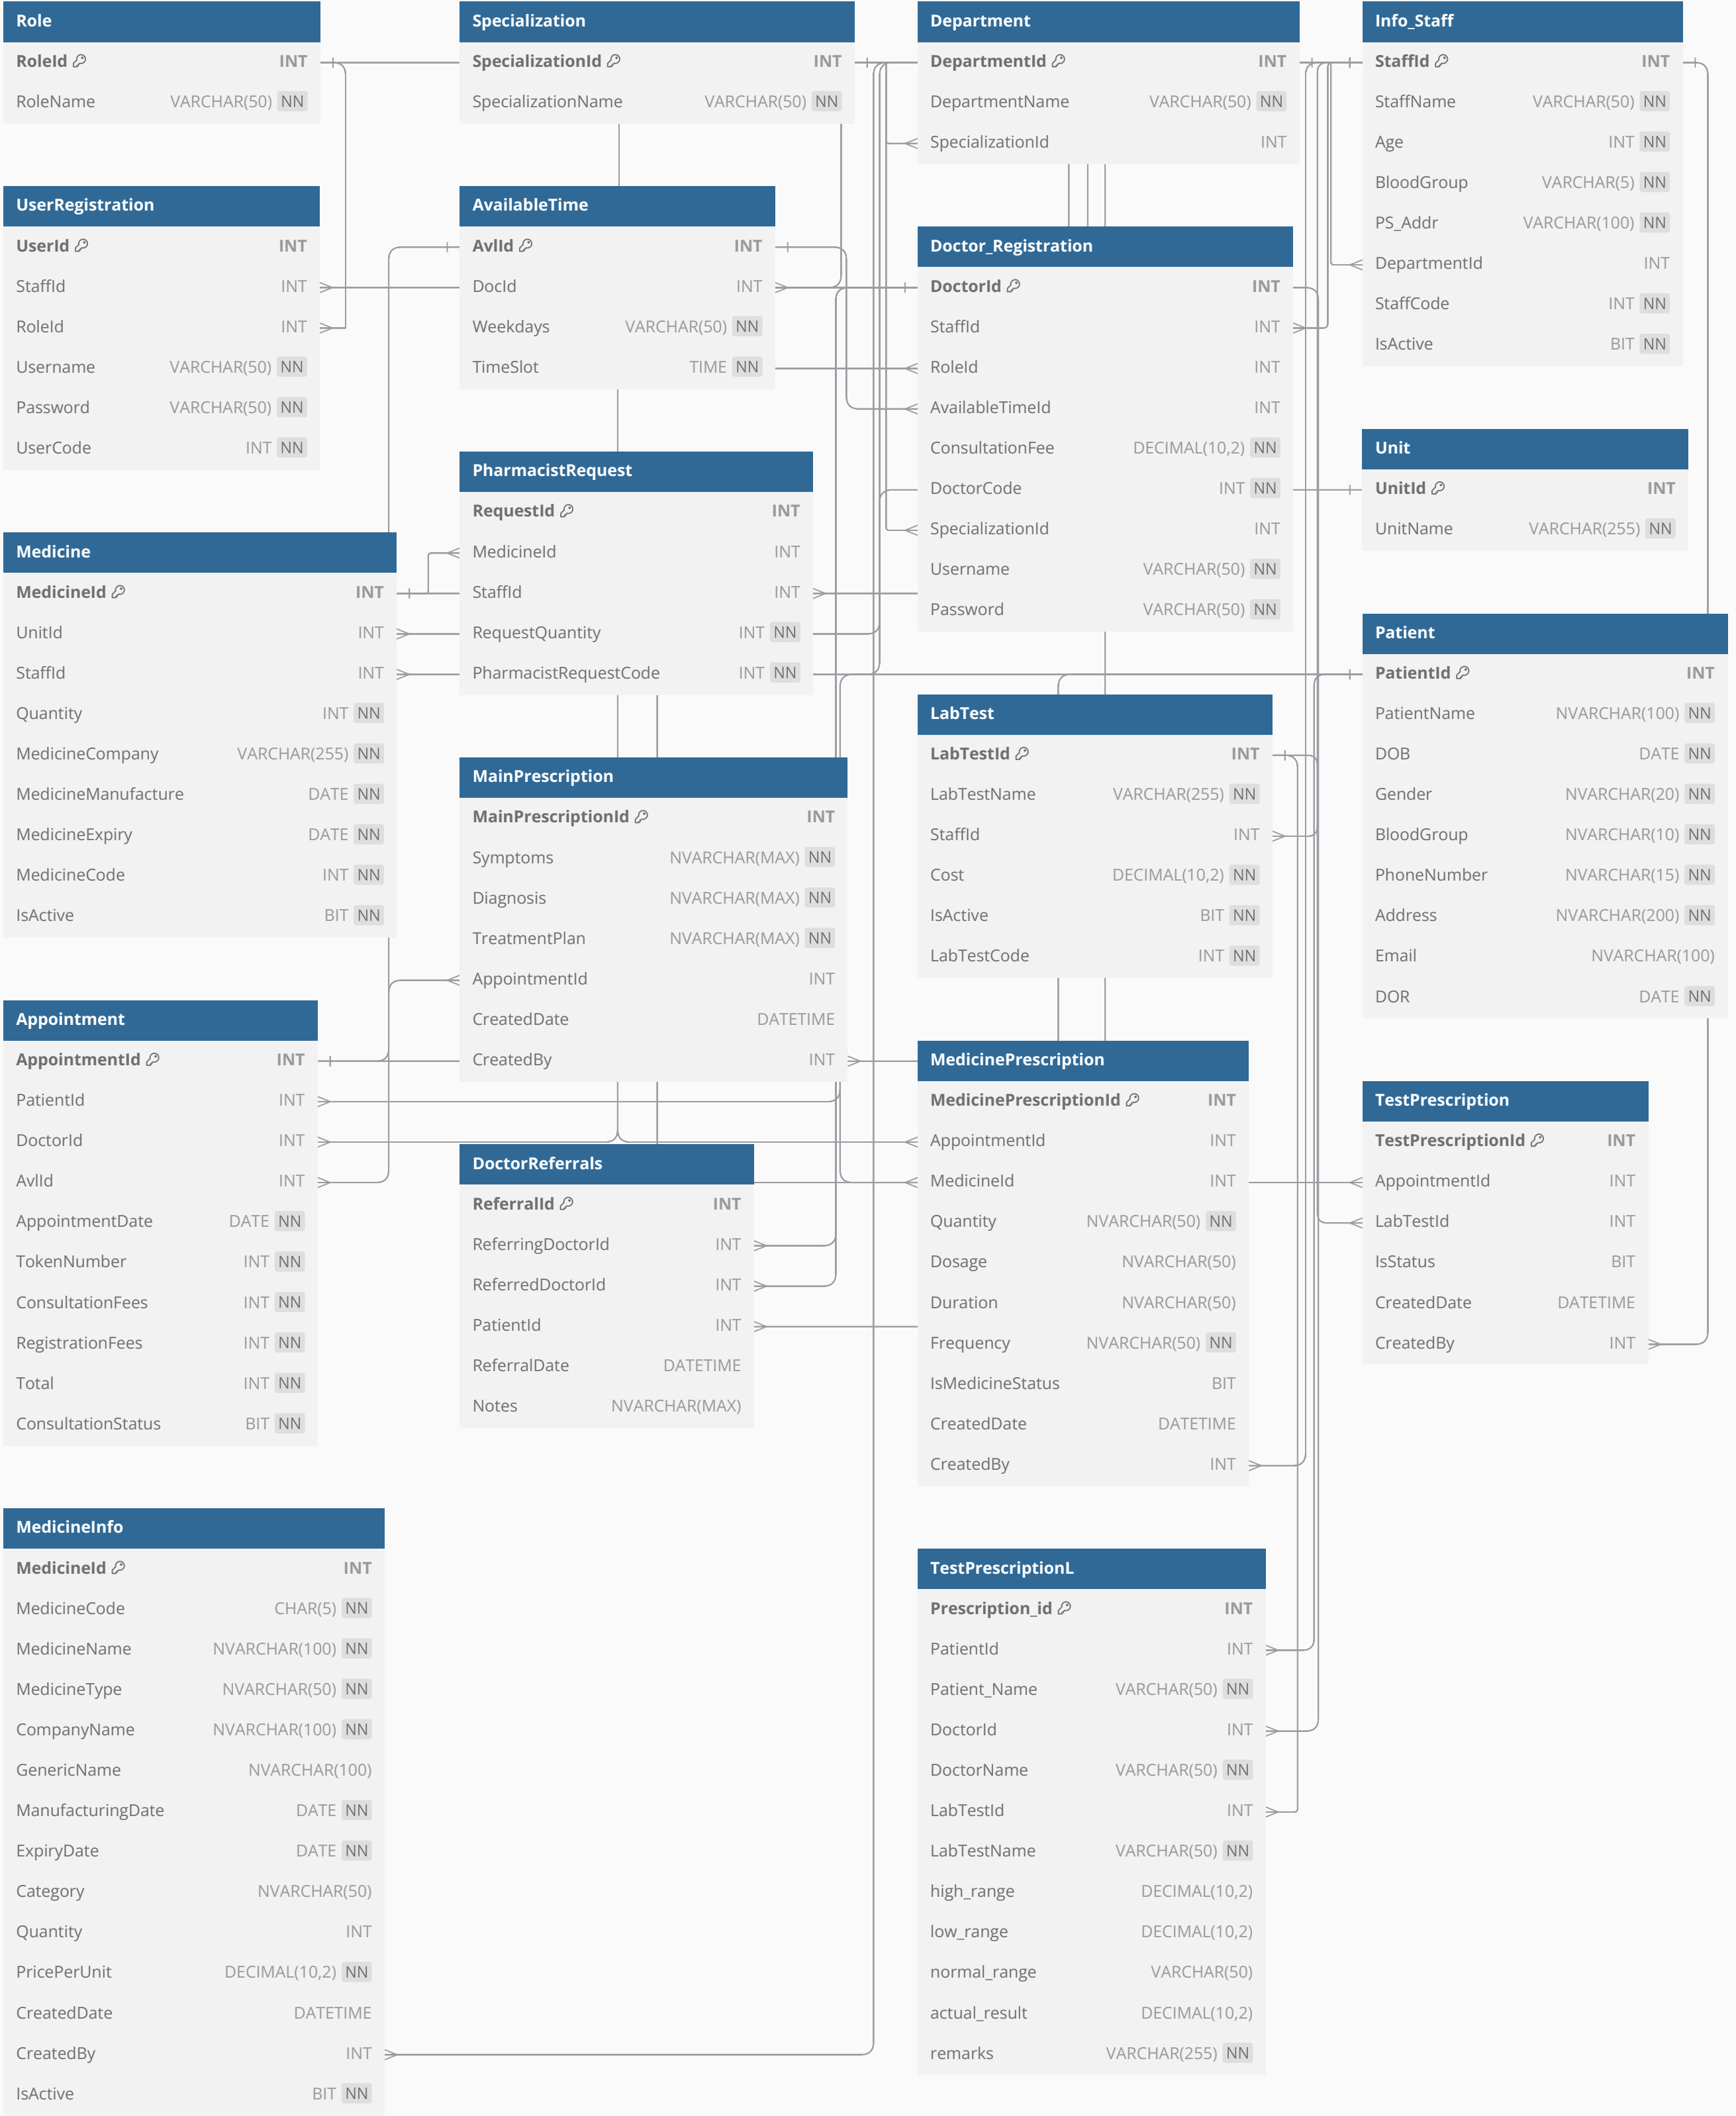 Role
RoleId INT
RoleName VARCHAR(50) NN
Specialization
SpecializationId INT
SpecializationName VARCHAR(50) NN
Department
DepartmentId INT
DepartmentName VARCHAR(50) NN
SpecializationId INT
Info_Staff
StaffId INT
StaffName VARCHAR(50) NN
Age INT NN
BloodGroup VARCHAR(5) NN
PS_Addr VARCHAR(100) NN
DepartmentId INT
StaffCode INT NN
IsActive BIT NN
UserRegistration
UserId INT
StaffId INT
RoleId INT
Username VARCHAR(50) NN
Password VARCHAR(50) NN
UserCode INT NN
AvailableTime
AvlId INT
DocId INT
Weekdays VARCHAR(50) NN
TimeSlot TIME NN
Doctor_Registration
DoctorId INT
StaffId INT
RoleId INT
AvailableTimeId INT
ConsultationFee DECIMAL(10,2) NN
DoctorCode INT NN
SpecializationId INT
Username VARCHAR(50) NN
Password VARCHAR(50) NN
Unit
UnitId INT
UnitName VARCHAR(255) NN
PharmacistRequest
RequestId INT
MedicineId INT
StaffId INT
RequestQuantity INT NN
PharmacistRequestCode INT NN
Medicine
MedicineId INT
UnitId INT
StaffId INT
Quantity INT NN
MedicineCompany VARCHAR(255) NN
MedicineManufacture DATE NN
MedicineExpiry DATE NN
MedicineCode INT NN
IsActive BIT NN
Patient
PatientId INT
PatientName NVARCHAR(100) NN
DOB DATE NN
Gender NVARCHAR(20) NN
BloodGroup NVARCHAR(10) NN
PhoneNumber NVARCHAR(15) NN
Address NVARCHAR(200) NN
Email NVARCHAR(100)
DOR DATE NN
LabTest
LabTestId INT
LabTestName VARCHAR(255) NN
StaffId INT
Cost DECIMAL(10,2) NN
IsActive BIT NN
LabTestCode INT NN
MainPrescription
MainPrescriptionId INT
Symptoms NVARCHAR(MAX) NN
Diagnosis NVARCHAR(MAX) NN
TreatmentPlan NVARCHAR(MAX) NN
AppointmentId INT
CreatedDate DATETIME
CreatedBy INT
Appointment
AppointmentId INT
PatientId INT
DoctorId INT
AvlId INT
AppointmentDate DATE NN
TokenNumber INT NN
ConsultationFees INT NN
RegistrationFees INT NN
Total INT NN
ConsultationStatus BIT NN
DoctorReferrals
ReferralId INT
ReferringDoctorId INT
ReferredDoctorId INT
PatientId INT
ReferralDate DATETIME
Notes NVARCHAR(MAX)
MedicinePrescription
MedicinePrescriptionId INT
AppointmentId INT
MedicineId INT
Quantity NVARCHAR(50) NN
Dosage NVARCHAR(50)
Duration NVARCHAR(50)
Frequency NVARCHAR(50) NN
IsMedicineStatus BIT
CreatedDate DATETIME
CreatedBy INT
TestPrescription
TestPrescriptionId INT
AppointmentId INT
LabTestId INT
IsStatus BIT
CreatedDate DATETIME
CreatedBy INT
MedicineInfo
MedicineId INT
MedicineCode CHAR(5) NN
MedicineName NVARCHAR(100) NN
MedicineType NVARCHAR(50) NN
CompanyName NVARCHAR(100) NN
GenericName NVARCHAR(100)
ManufacturingDate DATE NN
ExpiryDate DATE NN
Category NVARCHAR(50)
Quantity INT
PricePerUnit DECIMAL(10,2) NN
CreatedDate DATETIME
CreatedBy INT
IsActive BIT NN
TestPrescriptionL
Prescription_id INT
PatientId INT
Patient_Name VARCHAR(50) NN
DoctorId INT
DoctorName VARCHAR(50) NN
LabTestId INT
LabTestName VARCHAR(50) NN
high_range DECIMAL(10,2)
low_range DECIMAL(10,2)
normal_range VARCHAR(50)
actual_result DECIMAL(10,2)
remarks VARCHAR(255) NN